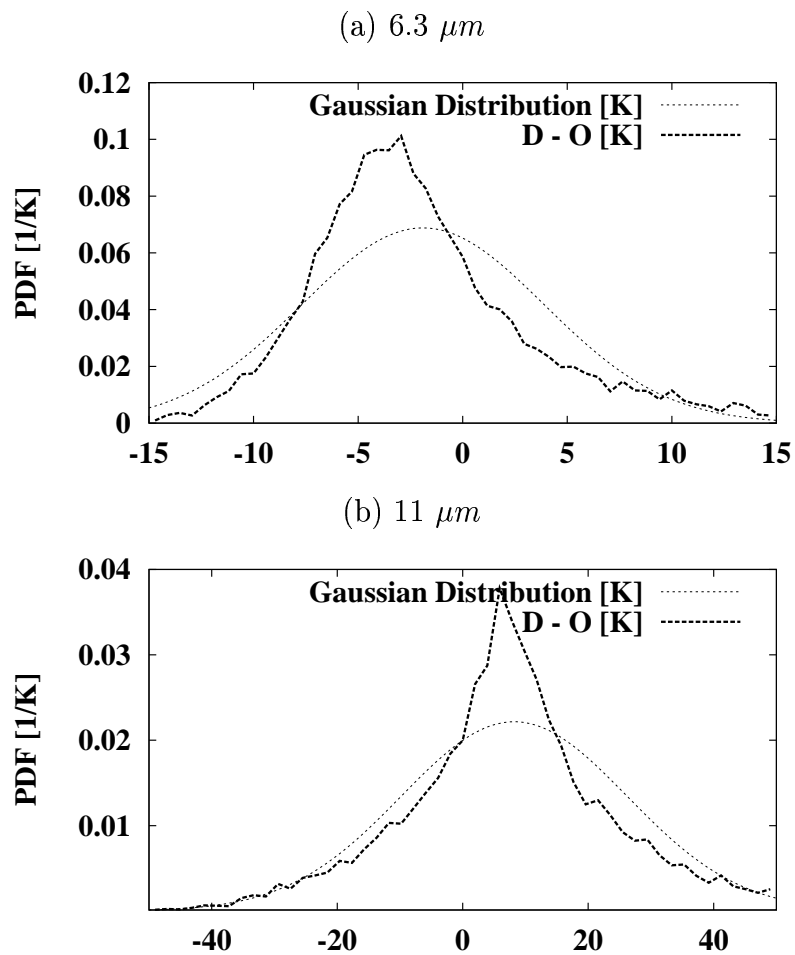 (a) 6.3 μm
0.12
Gaussian Distribution [K]
0.1
D - O [K]
0.08
PDF [1/K]
0.06
0.04
0.02
0
-15 -10 -5 0 5 10 15
(b) 11 μm
0.04
Gaussian Distribution [K]
D - O [K]
0.03
PDF [1/K]
0.02
0.01
-40 -20 0 20 40